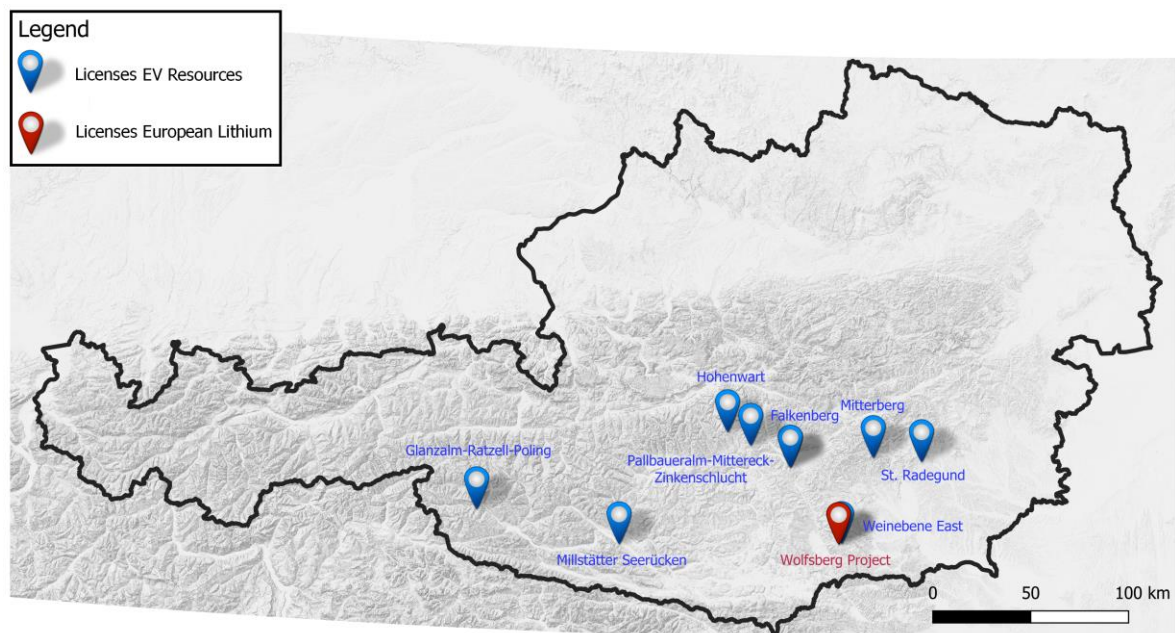 Legend
Licenses EV Resources
Licenses European Lithium
Hohenwart
Falkenberg
Mitterberg
Glanzalm-Ratzell-Poling
Pallbaueralm-Mittereck-
Zinkenschlucht
St. Radegund
Weinebene East
Millstätter Seerücken
Wolfsberg Project
0 50 100 km